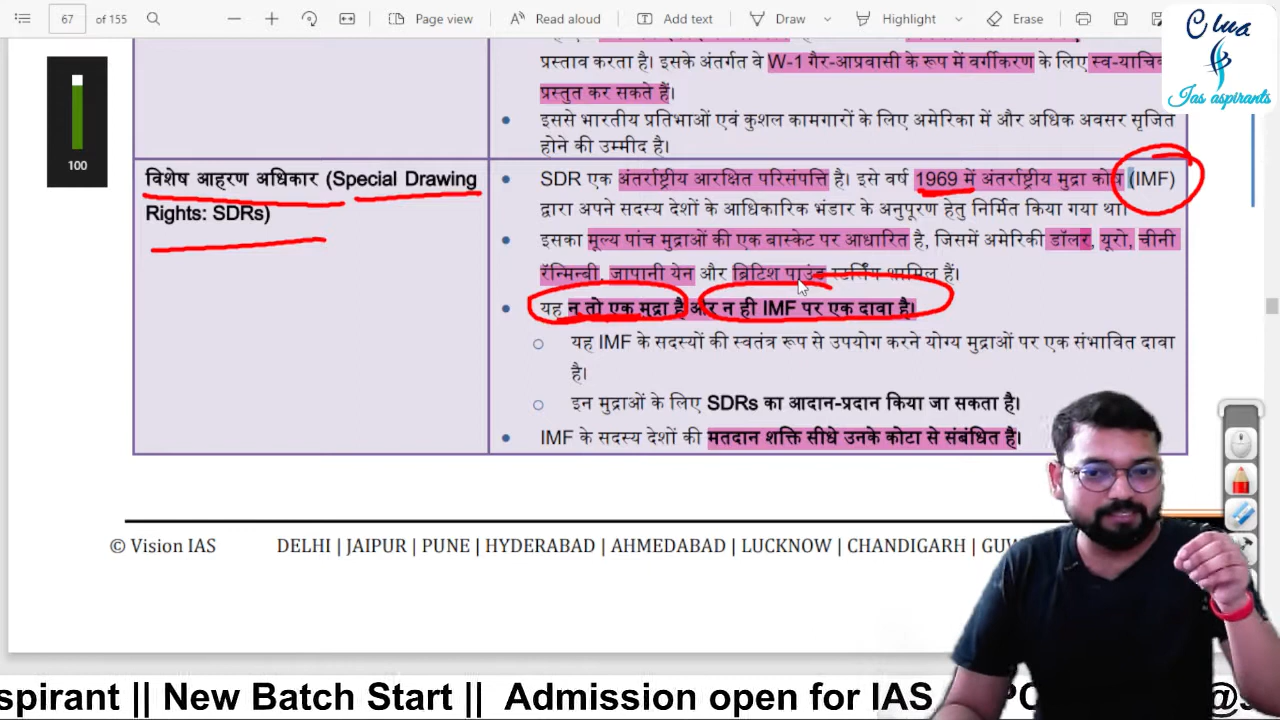 67 of 155
Page view
Read aloud
Add text
Draw
Highlight
Erase
Clua
Ias aspirants
100
प्रस्ताव करता है। इसके अंतर्गत वे W-1 गैर-आप्रवासी के रूप में वर्गीकरण के लिए स्व-याचिक
प्रस्तुत कर सकते हैं।
इससे भारतीय प्रतिभाओं एवं कुशल कामगारों के लिए अमेरिका में और अधिक अवसर सृजित
होने की उम्मीद है।
विशेष आहरण अधिकार (Special Drawing
Rights: SDRs)
SDR एक अंतर्राष्ट्रीय आरक्षित परिसंपत्ति है। इसे वर्ष 1969 में अंतर्राष्ट्रीय मुद्रा कोष (IMF)
द्वारा अपने सदस्य देशों के आधिकारिक भंडार के अनुपूरण हेतु निर्मित किया गया था।
इसका मूल्य पांच मुद्राओं की एक बास्केट पर आधारित है, जिसमें अमेरिकी डॉलर, यूरो, चीनी
रॅन्मिन्बी, जापानी येन और ब्रिटिश पाउंड स्टर्लिंग शामिल हैं।
यह न तो एक मुद्रा है और न ही IMF पर एक दावा है।
यह IMF के सदस्यों की स्वतंत्र रूप से उपयोग करने योग्य मुद्राओं पर एक संभावित दावा
है।
इन मुद्राओं के लिए SDRs का आदान-प्रदान किया जा सकता है।
IMF के सदस्य देशों की मतदान शक्ति सीधे उनके कोटा से संबंधित है।
© Vision IAS DELHI | JAIPUR | PUNE | HYDERABAD | AHMEDABAD | LUCKNOW | CHANDIGARH | GUW
spirant || New Batch Start || Admission open for IAS